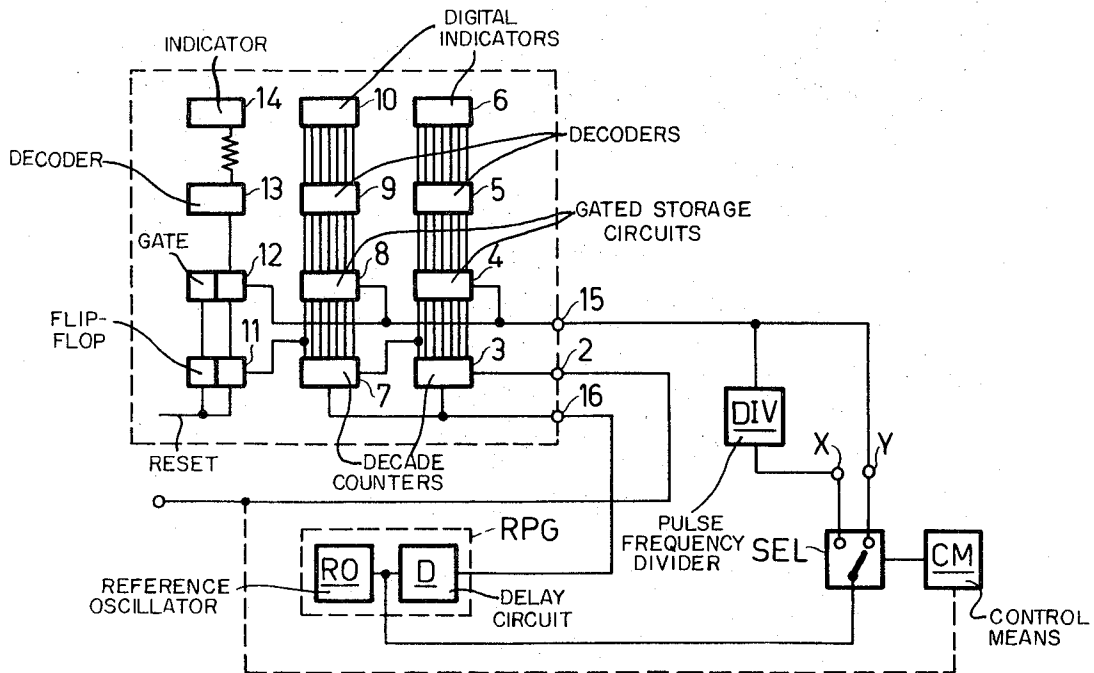 DIGITAL
INDICATORS
INDICATOR
14
10
6
DECODERS
DECODER
13
9
5
GATED STORAGE
CIRCUITS
GATE
12
8
4
15
FLIP-
FLOP
11
3
2
7
16
DIV
X
Y
RESET
DECADE
COUNTERS
PULSE
FREQUENCY
DIVIDER
RPG
SEL
CM
RO
D
REFERENCE
OSCILLATOR
DELAY
CIRCUIT
CONTROL
MEANS